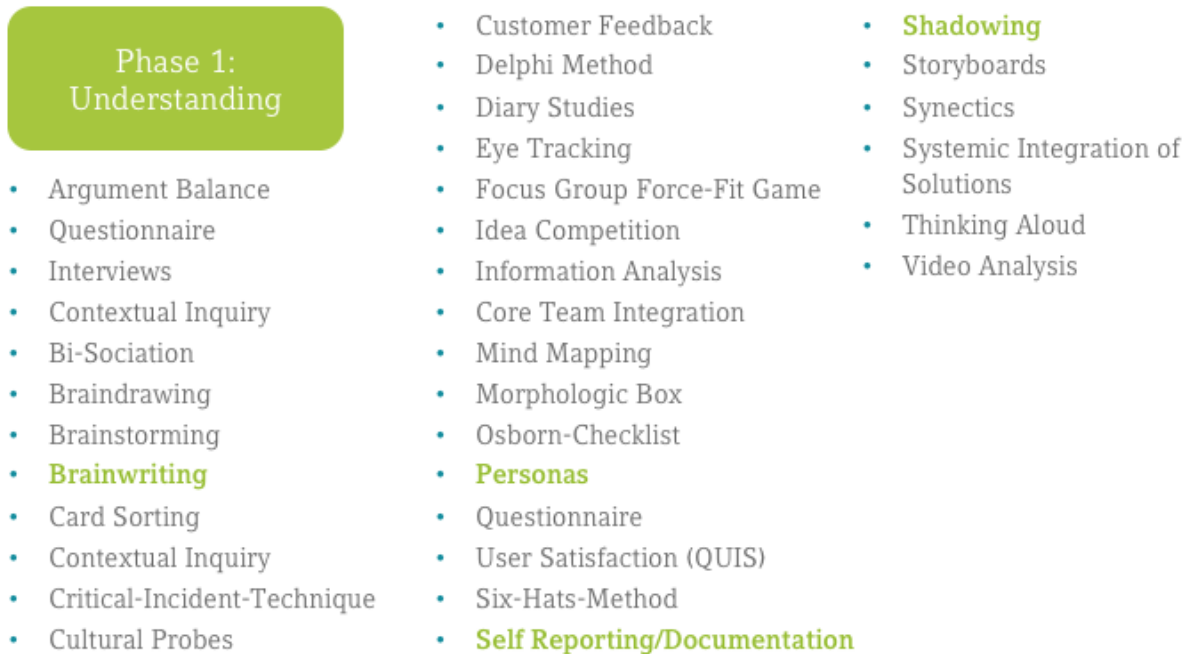 Phase 1:
Understanding
• Argument Balance
• Questionnaire
• Interviews
• Contextual Inquiry
• Bi-Sociation
• Braindrawing
• Brainstorming
• Brainwriting
• Card Sorting
• Contextual Inquiry
• Critical-Incident-Technique
• Cultural Probes
• Customer Feedback
• Delphi Method
• Diary Studies
• Eye Tracking
• Focus Group Force-Fit Game
• Idea Competition
• Information Analysis
• Core Team Integration
• Mind Mapping
• Morphologic Box
• Osborn-Checklist
• Personas
• Questionnaire
• User Satisfaction (QUIS)
• Six-Hats-Method
• Self Reporting/Documentation
• Shadowing
• Storyboards
• Synectics
• Systemic Integration of
Solutions
• Thinking Aloud
• Video Analysis